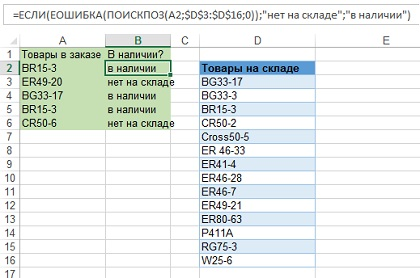 =ЕСЛИ(ЕОШИБКА(ПОИСКПОЗ(A2;$D$3:$D$16;0));"нет на складе";"в наличии")
A B C D E
1 Товары в заказе В наличии?
2 BR15-3 в наличии Товары на складе
3 ER49-20 нет на складе BG33-17
4 BG33-17 в наличии BG33-3
5 BR15-3 в наличии BR15-3
6 CR50-6 нет на складе CR50-2
7 Cross50-5
8 ER 46-33
9 ER41-4
10 ER46-28
11 ER46-7
12 ER49-21
13 ER80-63
14 P411A
15 RG75-3
16 W25-6
17